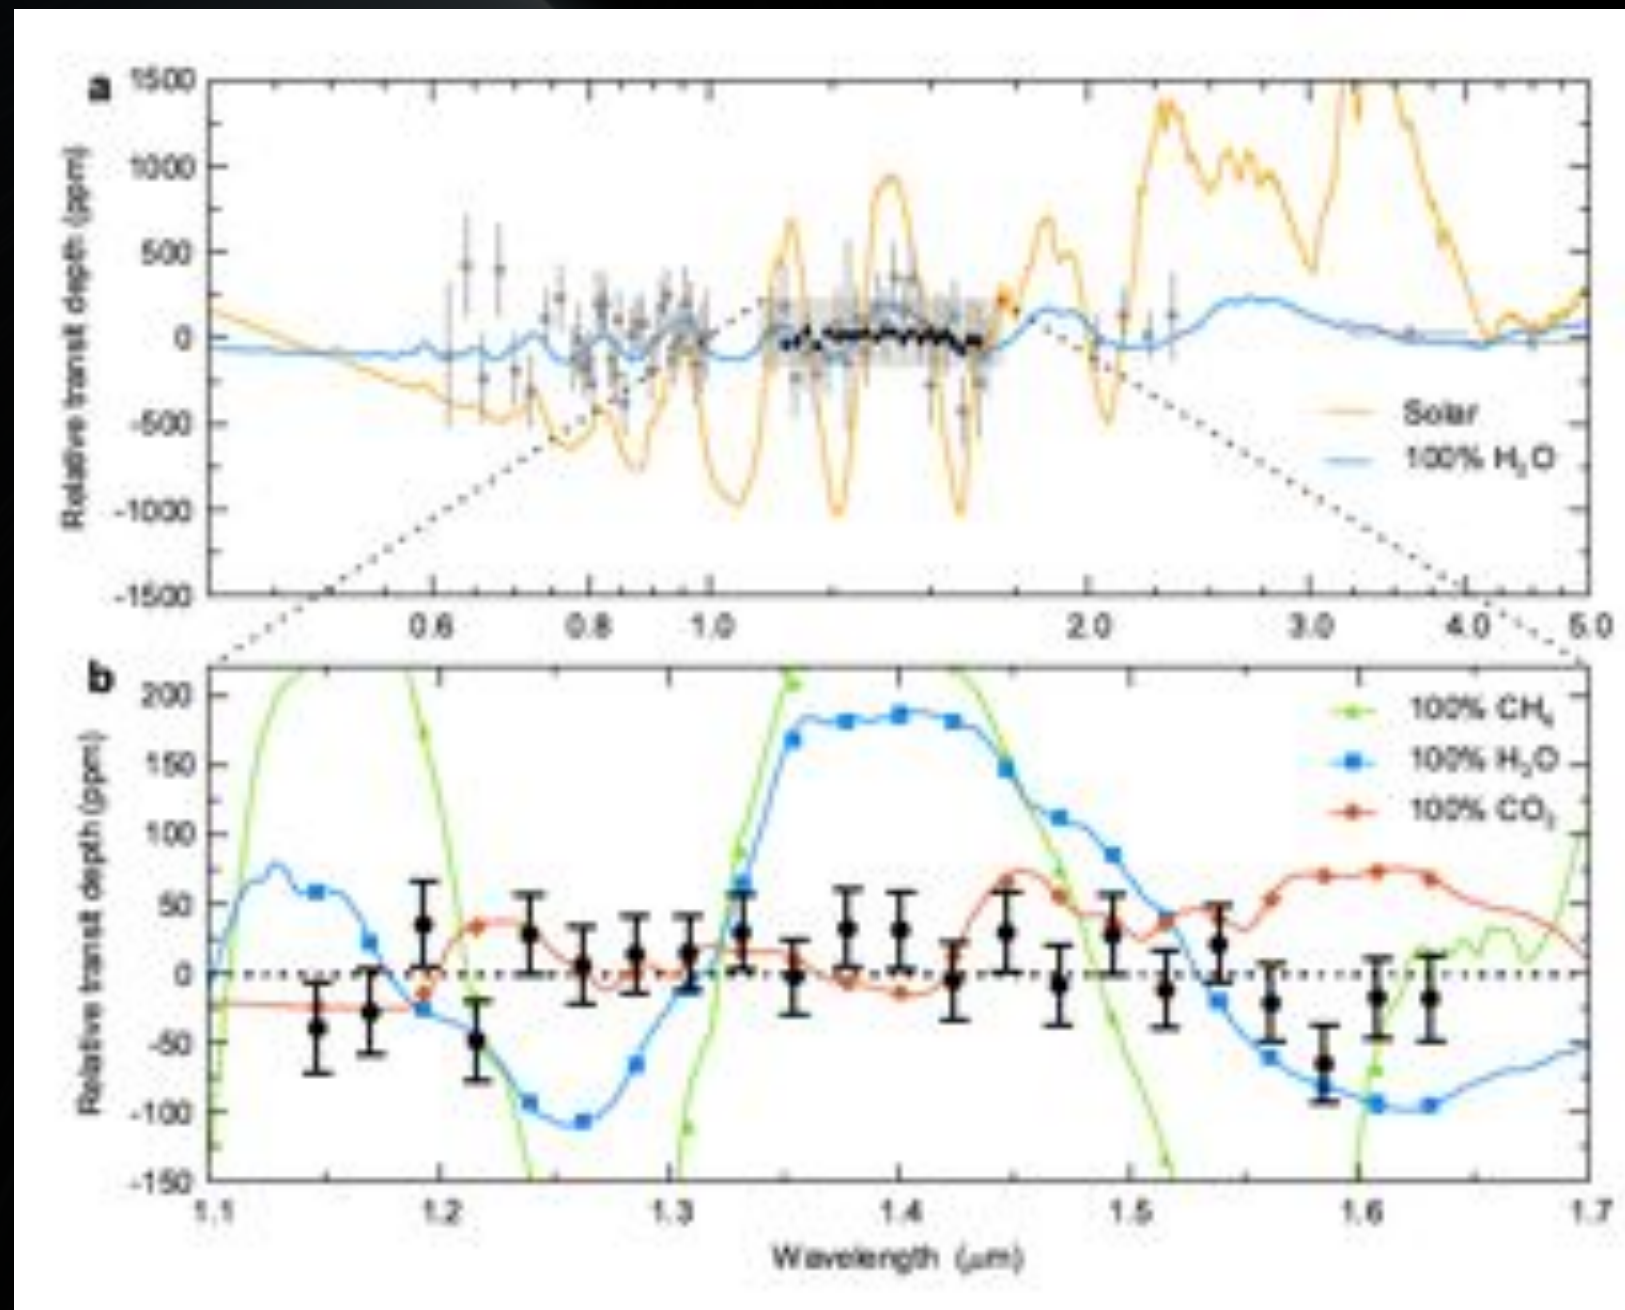 a
1500
1000
500
0
-500
-1000
-1500
Relative transit depth (ppm)
Solar
100% H₂O
0.6 0.8 1.0 2.0 3.0 4.0 5.0
200
150
100
50
0
-50
-100
-150
Relative transit depth (ppm)
100% CH₄
100% H₂O
100% CO₂
1.1 1.2 1.3 1.4 1.5 1.6 1.7
Wavelength (μm)